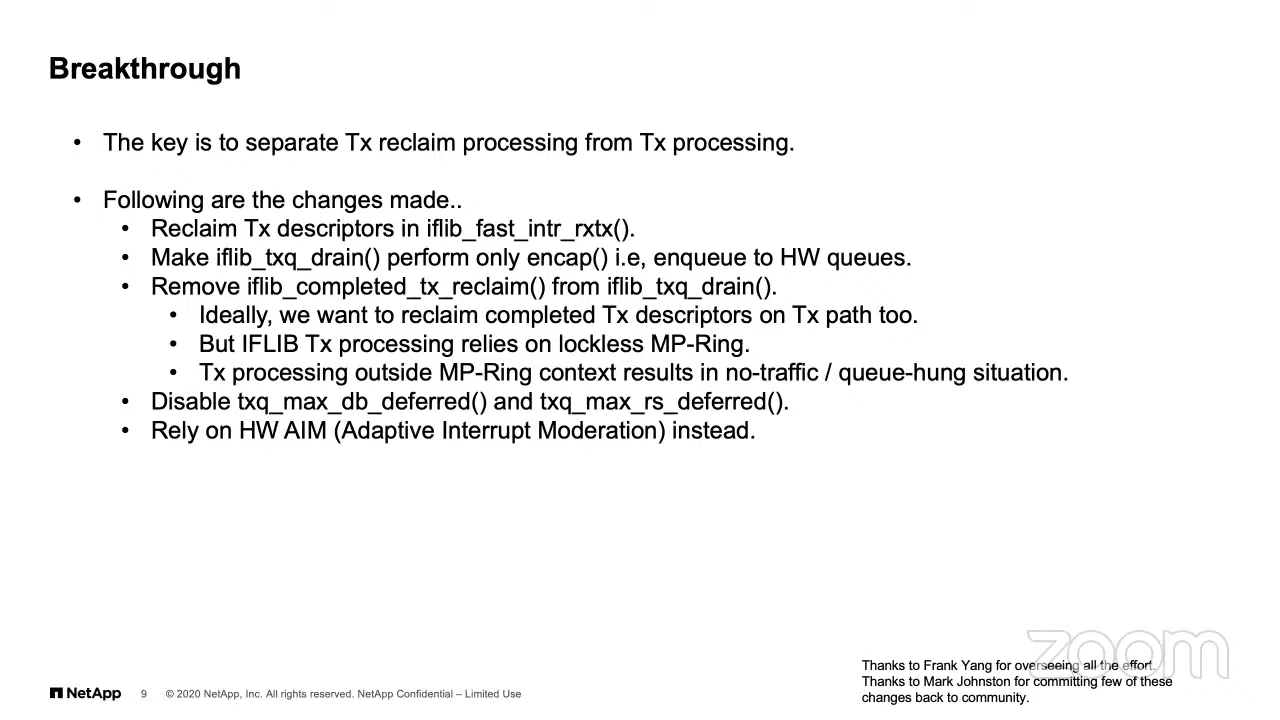 Breakthrough
• The key is to separate Tx reclaim processing from Tx processing.
• Following are the changes made..
• Reclaim Tx descriptors in iflib_fast_intr_rxtx().
• Make iflib_txq_drain() perform only encap() i.e, enqueue to HW queues.
• Remove iflib_completed_tx_reclaim() from iflib_txq_drain().
• Ideally, we want to reclaim completed Tx descriptors on Tx path too.
• But IFLIB Tx processing relies on lockless MP-Ring.
• Tx processing outside MP-Ring context results in no-traffic / queue-hung situation.
• Disable txq_max_db_deferred() and txq_max_rs_deferred().
• Rely on HW AIM (Adaptive Interrupt Moderation) instead.
zoom
Thanks to Frank Yang for overseeing all the effort.
Thanks to Mark Johnston for committing few of these
changes back to community.
NetApp 9 © 2020 NetApp, Inc. All rights reserved. NetApp Confidential – Limited Use